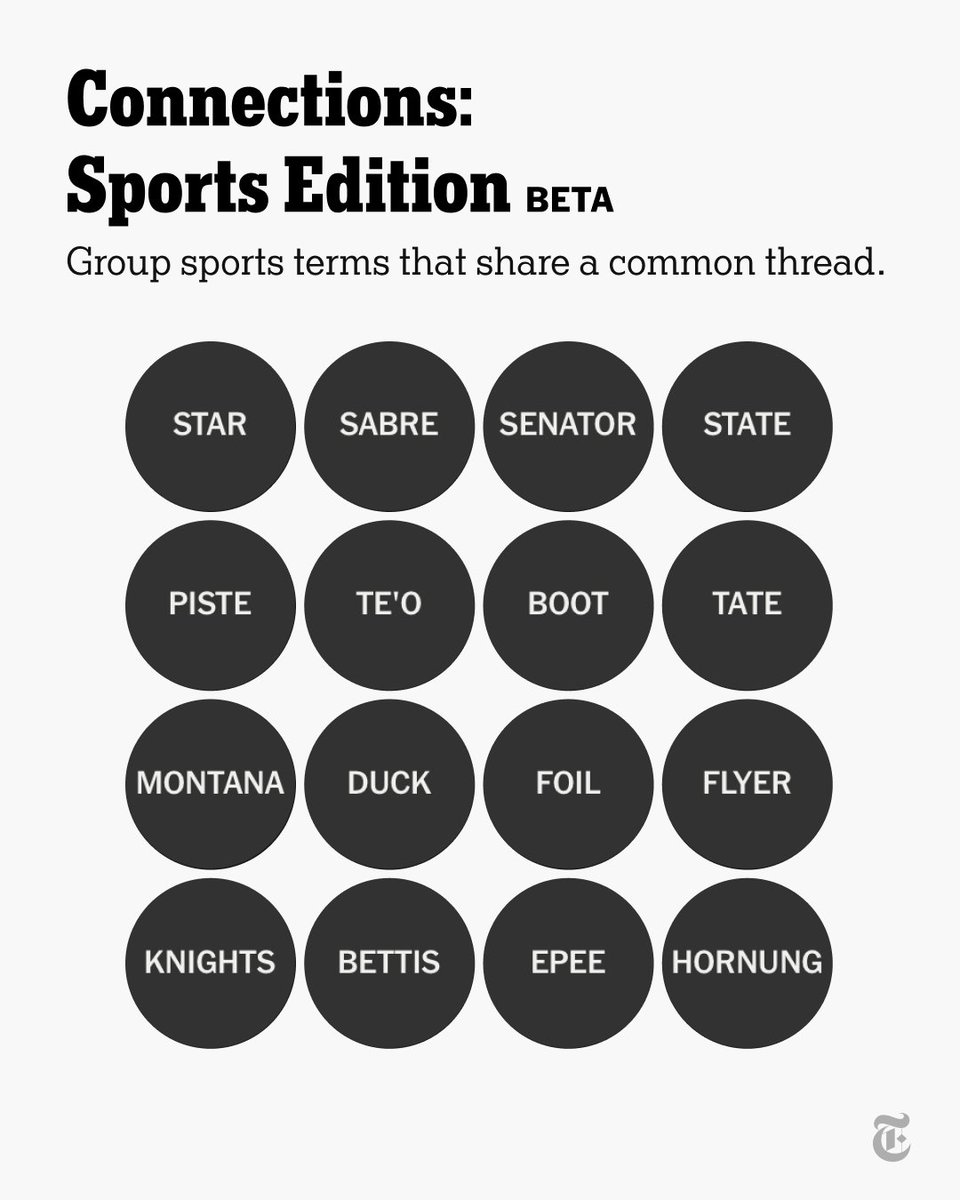 Connections:
Sports Edition BETA
Group sports terms that share a common thread.
STAR SABRE SENATOR STATE
PISTE TE'O BOOT TATE
MONTANA DUCK FOIL FLYER
KNIGHTS BETTIS EPEE HORNUNG
T